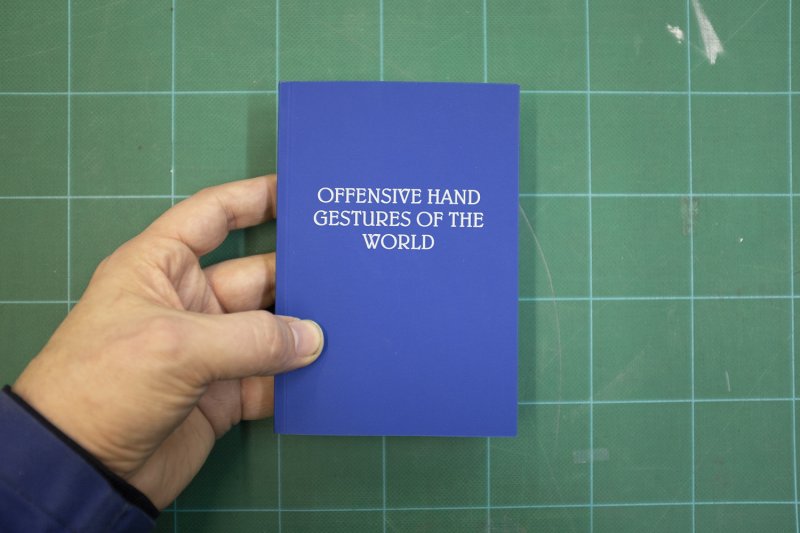 OFFENSIVE HAND
GESTURES OF THE
WORLD